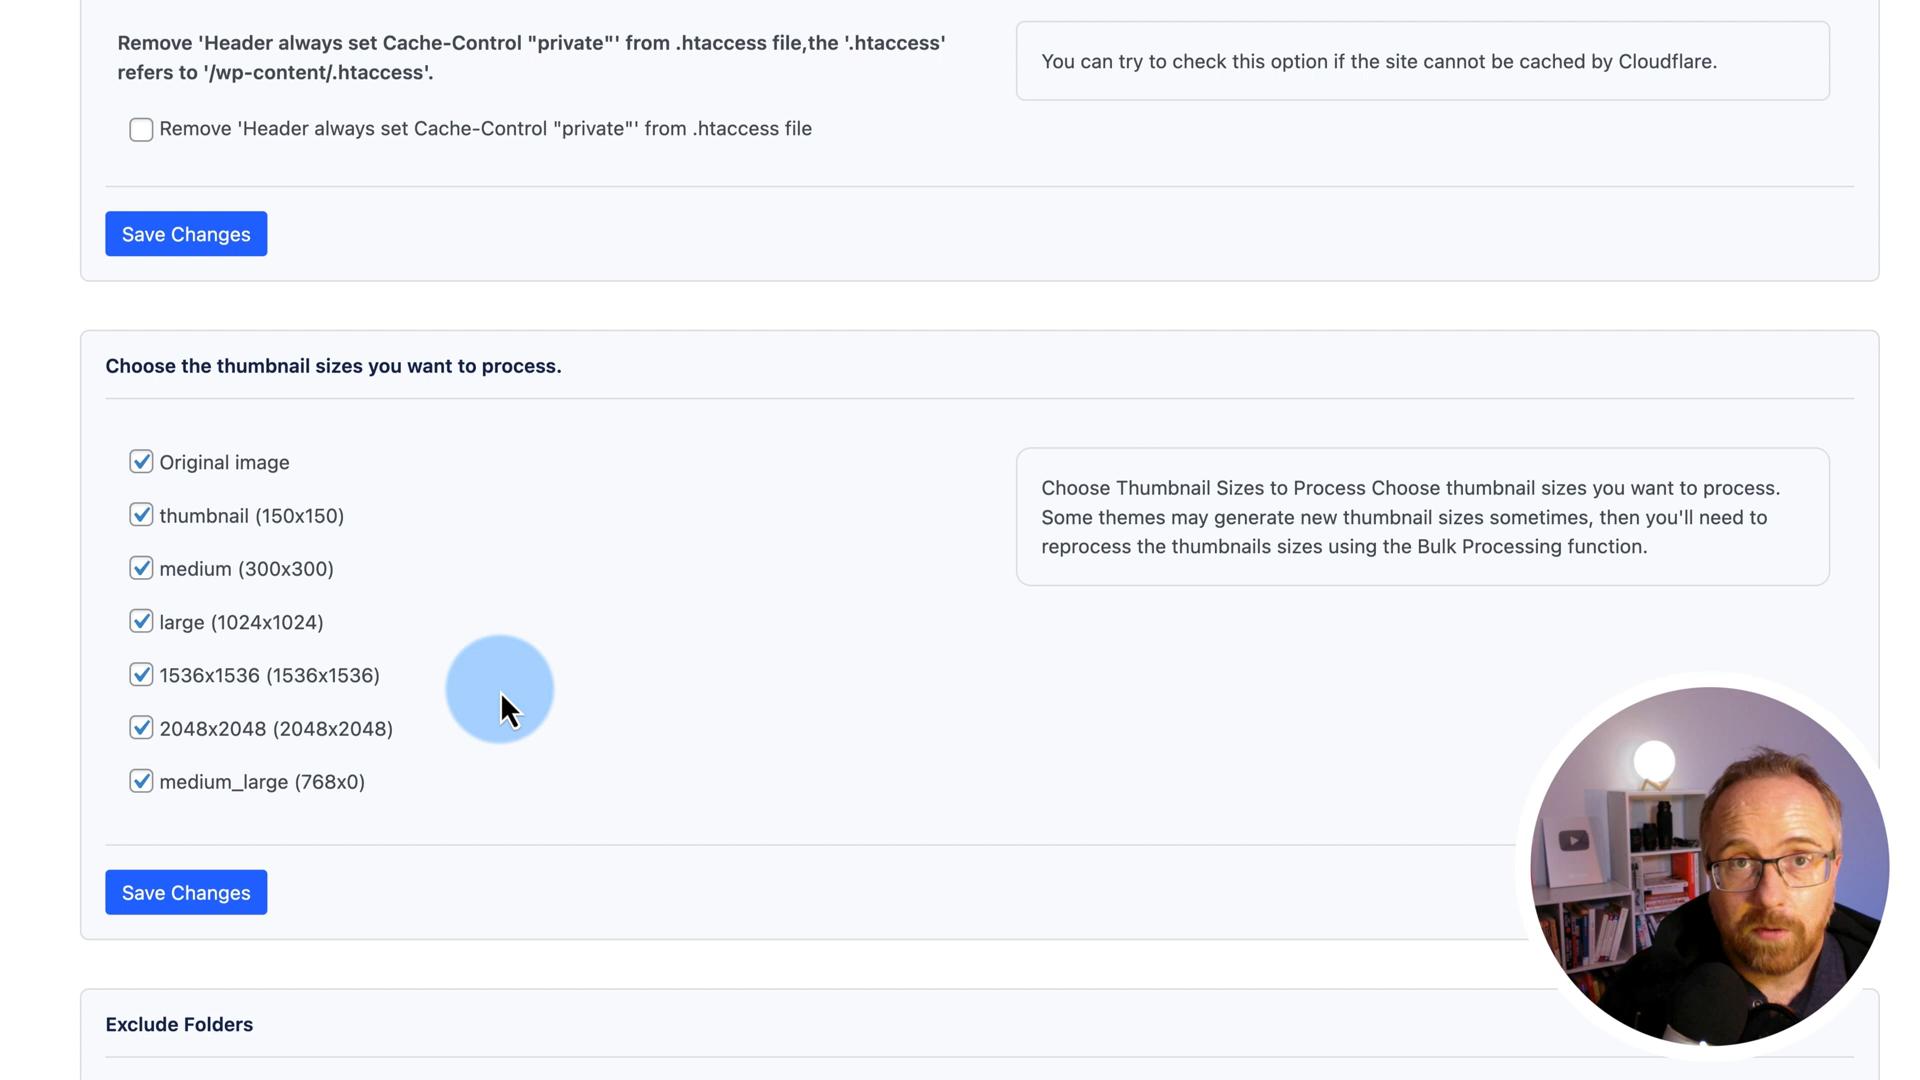 Remove 'Header always set Cache-Control "private"' from .htaccess file,the '.htaccess'
refers to '/wp-content/.htaccess'.
You can try to check this option if the site cannot be cached by Cloudflare.
Remove 'Header always set Cache-Control "private"' from .htaccess file
Save Changes
Choose the thumbnail sizes you want to process.
Original image
thumbnail (150x150)
medium (300x300)
large (1024x1024)
1536x1536 (1536x1536)
2048x2048 (2048x2048)
medium_large (768x0)
Choose Thumbnail Sizes to Process Choose thumbnail sizes you want to process.
Some themes may generate new thumbnail sizes sometimes, then you'll need to
reprocess the thumbnails sizes using the Bulk Processing function.
Save Changes
Exclude Folders